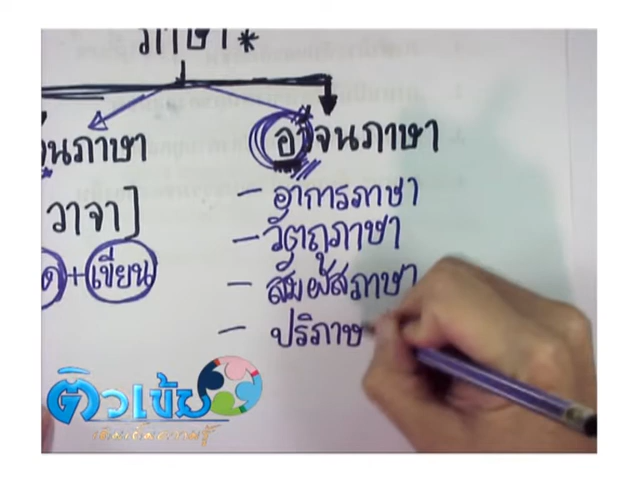 ภาษา*
จนภาษา
อวัจนภาษา
วาจา]
- อาการภาษา
- วัตถุภาษา
ด + เขียน
- สัมผัสภาษา
- ปริภาษ
ติวเข้ม